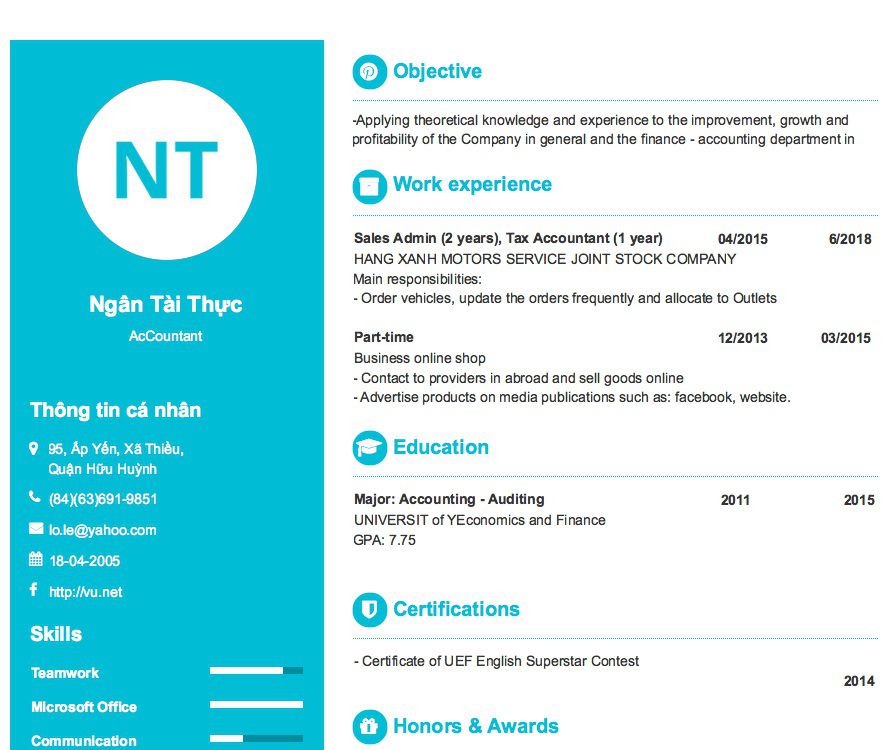 NT
Ngân Tài Thực
AcCountant
Thông tin cá nhân
95, Ấp Yến, Xã Thiều,
Quận Hữu Huỳnh
(84)(63)691-9851
lo.le@yahoo.com
18-04-2005
http://vu.net
Skills
Teamwork
Microsoft Office
Communication
Objective
-Applying theoretical knowledge and experience to the improvement, growth and
profitability of the Company in general and the finance - accounting department in
Work experience
Sales Admin (2 years), Tax Accountant (1 year) 04/2015 6/2018
HANG XANH MOTORS SERVICE JOINT STOCK COMPANY
Main responsibilities:
- Order vehicles, update the orders frequently and allocate to Outlets
Part-time 12/2013 03/2015
Business online shop
- Contact to providers in abroad and sell goods online
- Advertise products on media publications such as: facebook, website.
Education
Major: Accounting - Auditing 2011 2015
UNIVERSIT of YEconomics and Finance
GPA: 7.75
Certifications
- Certificate of UEF English Superstar Contest
2014
Honors & Awards